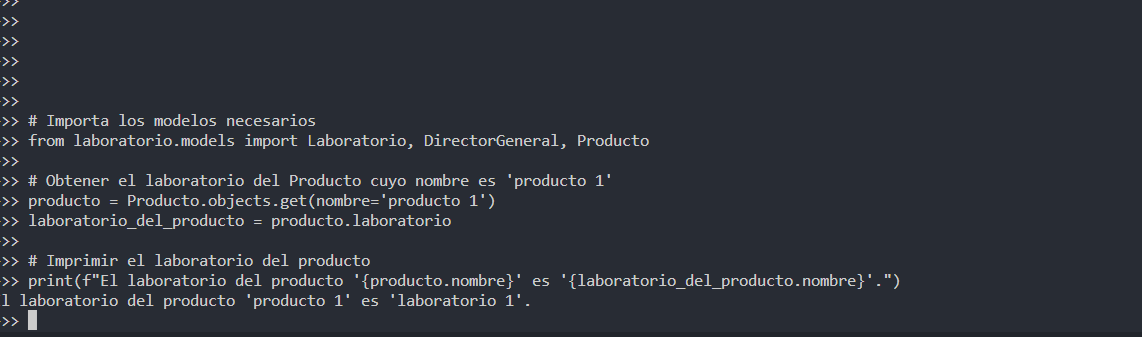 >>
>>
>>
>>
>>
>>
>> # Importa los modelos necesarios
>> from laboratorio.models import Laboratorio, DirectorGeneral, Producto
>>
>> # Obtener el laboratorio del Producto cuyo nombre es 'producto 1'
>> producto = Producto.objects.get(nombre='producto 1')
>> laboratorio_del_producto = producto.laboratorio
>>
>> # Imprimir el laboratorio del producto
>> print(f"El laboratorio del producto '{producto.nombre}' es '{laboratorio_del_producto.nombre}'.")
l laboratorio del producto 'producto 1' es 'laboratorio 1'.
>>